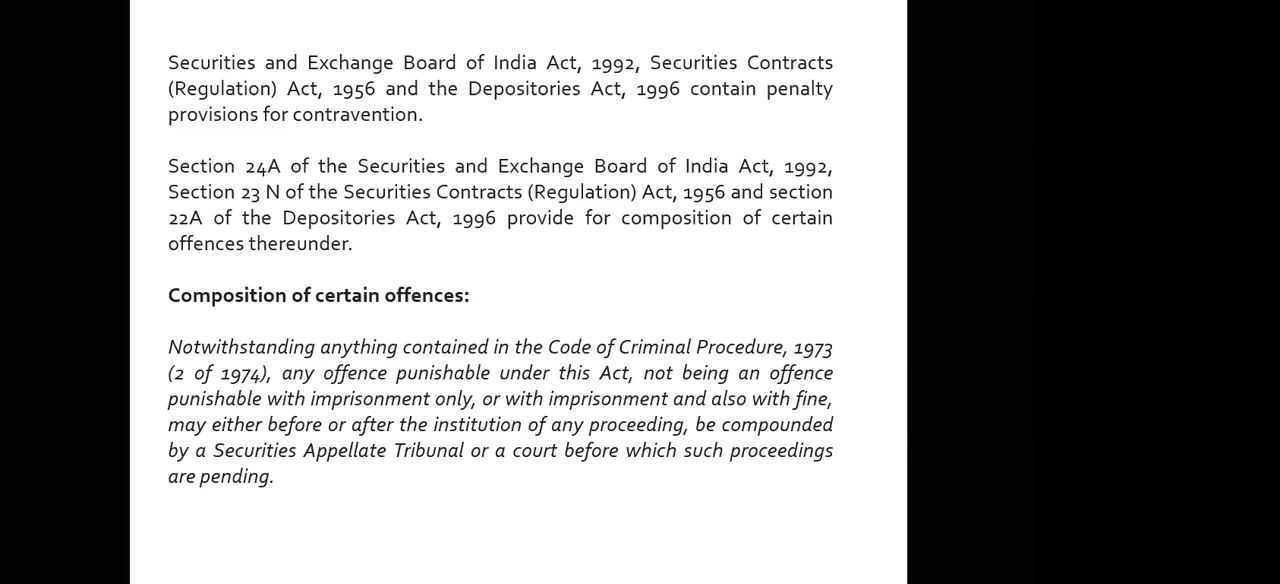 Securities and Exchange Board of India Act, 1992, Securities Contracts
(Regulation) Act, 1956 and the Depositories Act, 1996 contain penalty
provisions for contravention.
Section 24A of the Securities and Exchange Board of India Act, 1992,
Section 23 N of the Securities Contracts (Regulation) Act, 1956 and section
22A of the Depositories Act, 1996 provide for composition of certain
offences thereunder.
Composition of certain offences:
Notwithstanding anything contained in the Code of Criminal Procedure, 1973
(2 of 1974), any offence punishable under this Act, not being an offence
punishable with imprisonment only, or with imprisonment and also with fine,
may either before or after the institution of any proceeding, be compounded
by a Securities Appellate Tribunal or a court before which such proceedings
are pending.